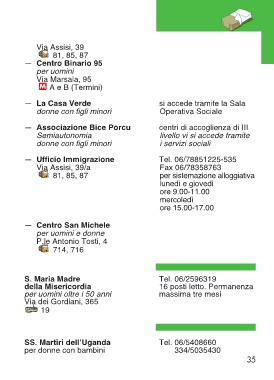 Via Assisi, 39
81, 85, 87
— Centro Binario 95
per uomini
Via Marsala, 95
M A e B (Termini)
— La Casa Verde
donne con figli minori
si accede tramite la Sala
Operativa Sociale
— Associazione Bice Porcu
Semiautonomia
donne con figli minori
centri di accoglienza di III
livello vi si accede tramite
i servizi sociali
— Ufficio Immigrazione
Via Assisi, 39/a
81, 85, 87
Tel. 06/78851225-535
Fax 06/78358763
per sistemazione alloggiativa
lunedì e giovedì
ore 9.00-11.00
mercoledì
ore 15.00-17.00
— Centro San Michele
per uomini e donne
P.le Antonio Tosti, 4
714, 716
S. Maria Madre
della Misericordia
per uomini oltre i 50 anni
Via dei Gordiani, 365
19
Tel. 06/2596319
16 posti letto. Permanenza
massima tre mesi
SS. Martiri dell'Uganda
per donne con bambini
Tel. 06/5408660
334/5035430
35